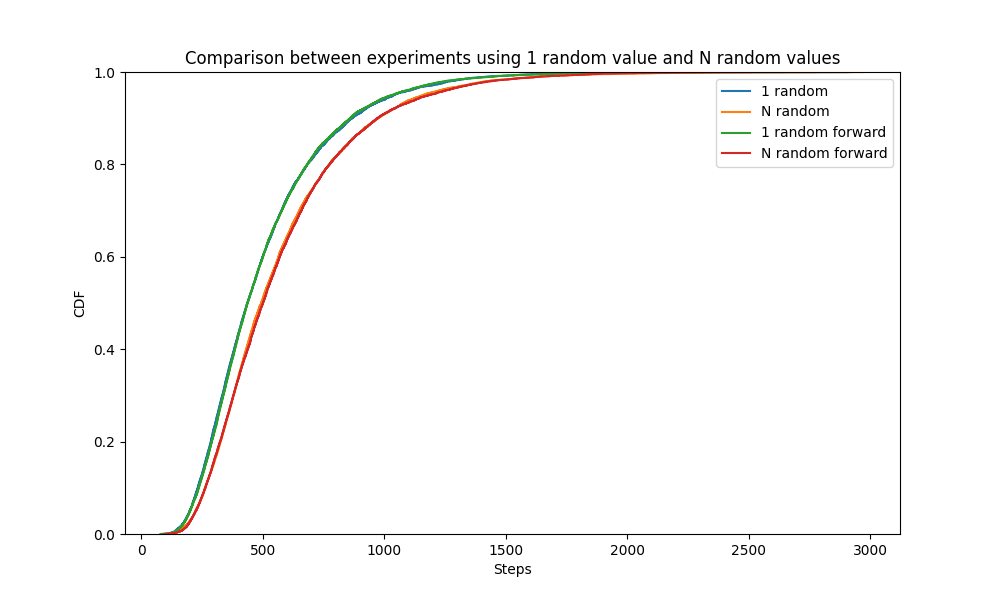 Comparison between experiments using 1 random value and N random values
1.0
0.8
0.6
0.4
0.2
0.0
CDF
0 500 1000 1500 2000 2500 3000
Steps
1 random
N random
1 random forward
N random forward